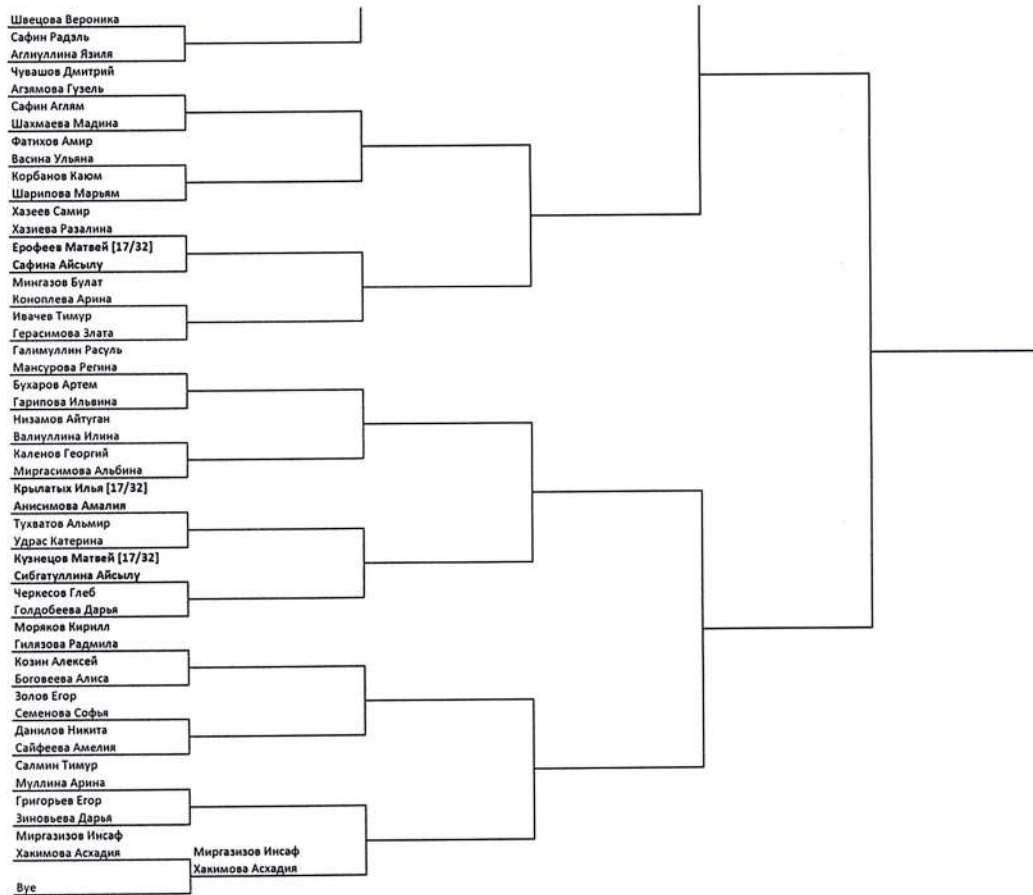 Швецова Вероника
Сафин Радэль
Аглиуллина Язиля
Чувашов Дмитрий
Агзямова Гузель
Сафин Аглям
Шахмаева Мадина
Фатихов Амир
Васина Ульяна
Корбанов Каюм
Шарипова Марьям
Хазеев Самир
Хазиева Разалина
Ерофеев Матвей [17/32]
Сафина Айсылу
Мингазов Булат
Коноплева Арина
Ивачев Тимур
Герасимова Злата
Галимуллин Расуль
Мансурова Регина
Бухаров Артем
Гарипова Ильвина
Низамов Айтуган
Валиуллина Илина
Каленов Георгий
Миргасимова Альбина
Крылатых Илья [17/32]
Анисимова Амалия
Тухватов Альмир
Удрас Катерина
Кузнецов Матвей [17/32]
Сибгатуллина Айсылу
Черкесов Глеб
Голдобеева Дарья
Моряков Кирилл
Гилязова Радмила
Козин Алексей
Боговеева Алиса
Золов Егор
Семенова Софья
Данилов Никита
Сайфеева Амелия
Салмин Тимур
Муллина Арина
Григорьев Егор
Зиновьева Дарья
Миргазизов Инсаф
Хакимова Асхадия
Миргазизов Инсаф
Хакимова Асхадия
Bye